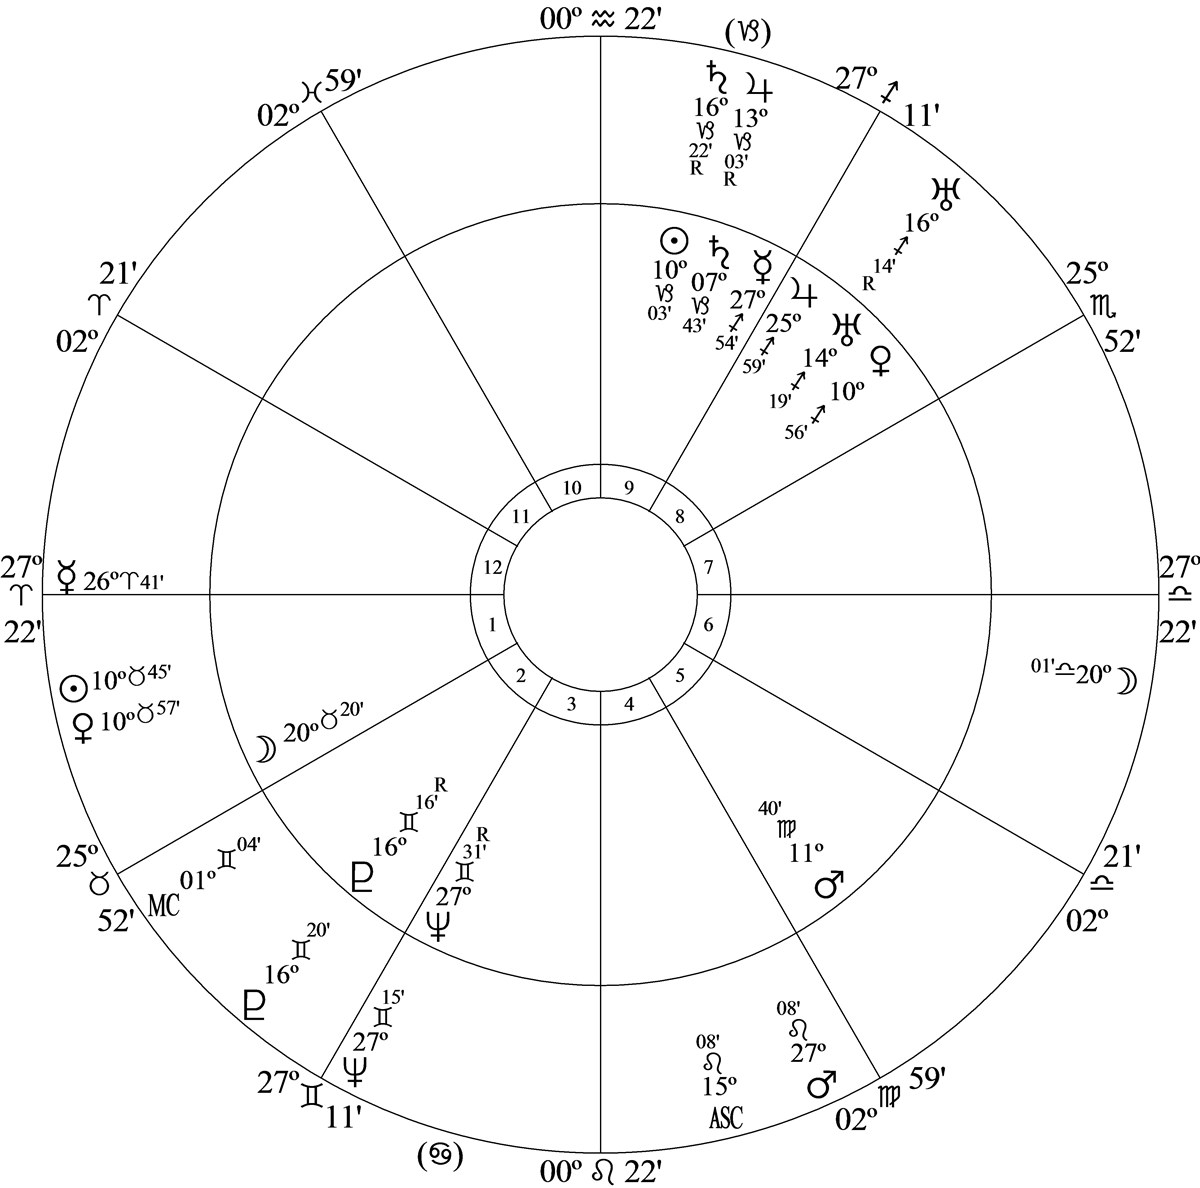 00º ♒ 22'
(♑)
27º ♐ 11'
25º ♏ 52'
27º ♎ 22'
21' ♎ 02º
59' ♍ 02º
00º ♌ 22'
(♋)
27º ♊ 11'
25º ♉ 52'
27º ♈ 22'
21' ♈ 02º
02º ♓ 59'
♄ 16º ♑ 22' R
♃ 13º ♑ 03' R
♅ 16º ♐ 14' R
☽ 20º ♎ 01'
♂ 27º ♌ 08'
ASC 15º ♌ 08'
♆ 27º ♊ 15'
♇ 16º ♊ 20'
MC 01º ♊ 04'
♀ 10º ♉ 57'
☉ 10º ♉ 45'
☿ 26º ♈ 41'
☉ 10º ♑ 03'
♄ 07º ♑ 43'
☿ 27º ♐ 54'
♃ 25º ♐ 59'
♅ 14º ♐ 19'
♀ 10º ♐ 56'
♂ 11º ♍ 40'
♆ 27º ♊ 31' R
♇ 16º ♊ 16' R
☽ 20º ♉ 20'
1
2
3
4
5
6
7
8
9
10
11
12